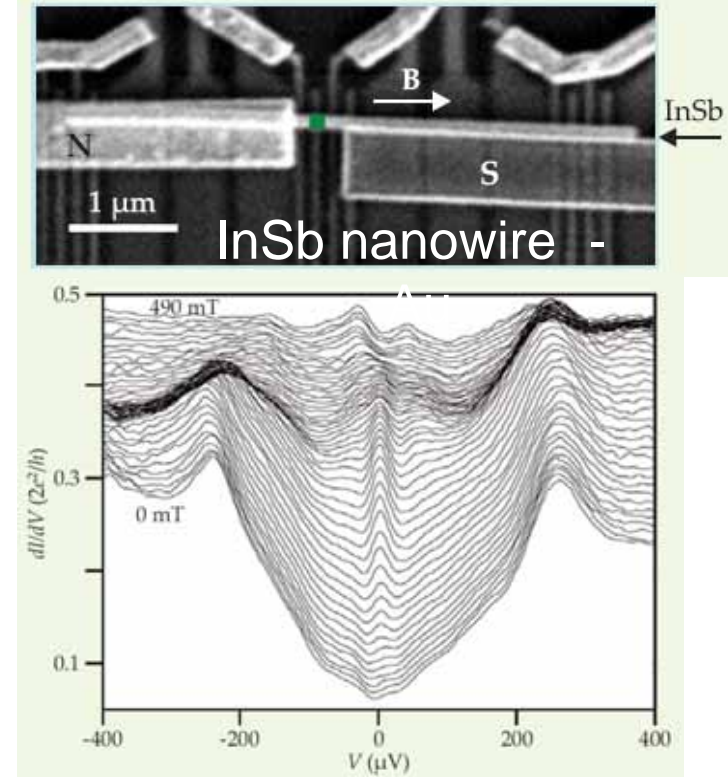 B
InSb
N
S
1 µm
InSb nanowire -
0.5
490 mT
0.3
0 mT
0.1
dI/dV (2e²/h)
-400 -200 0 200 400
V (µV)